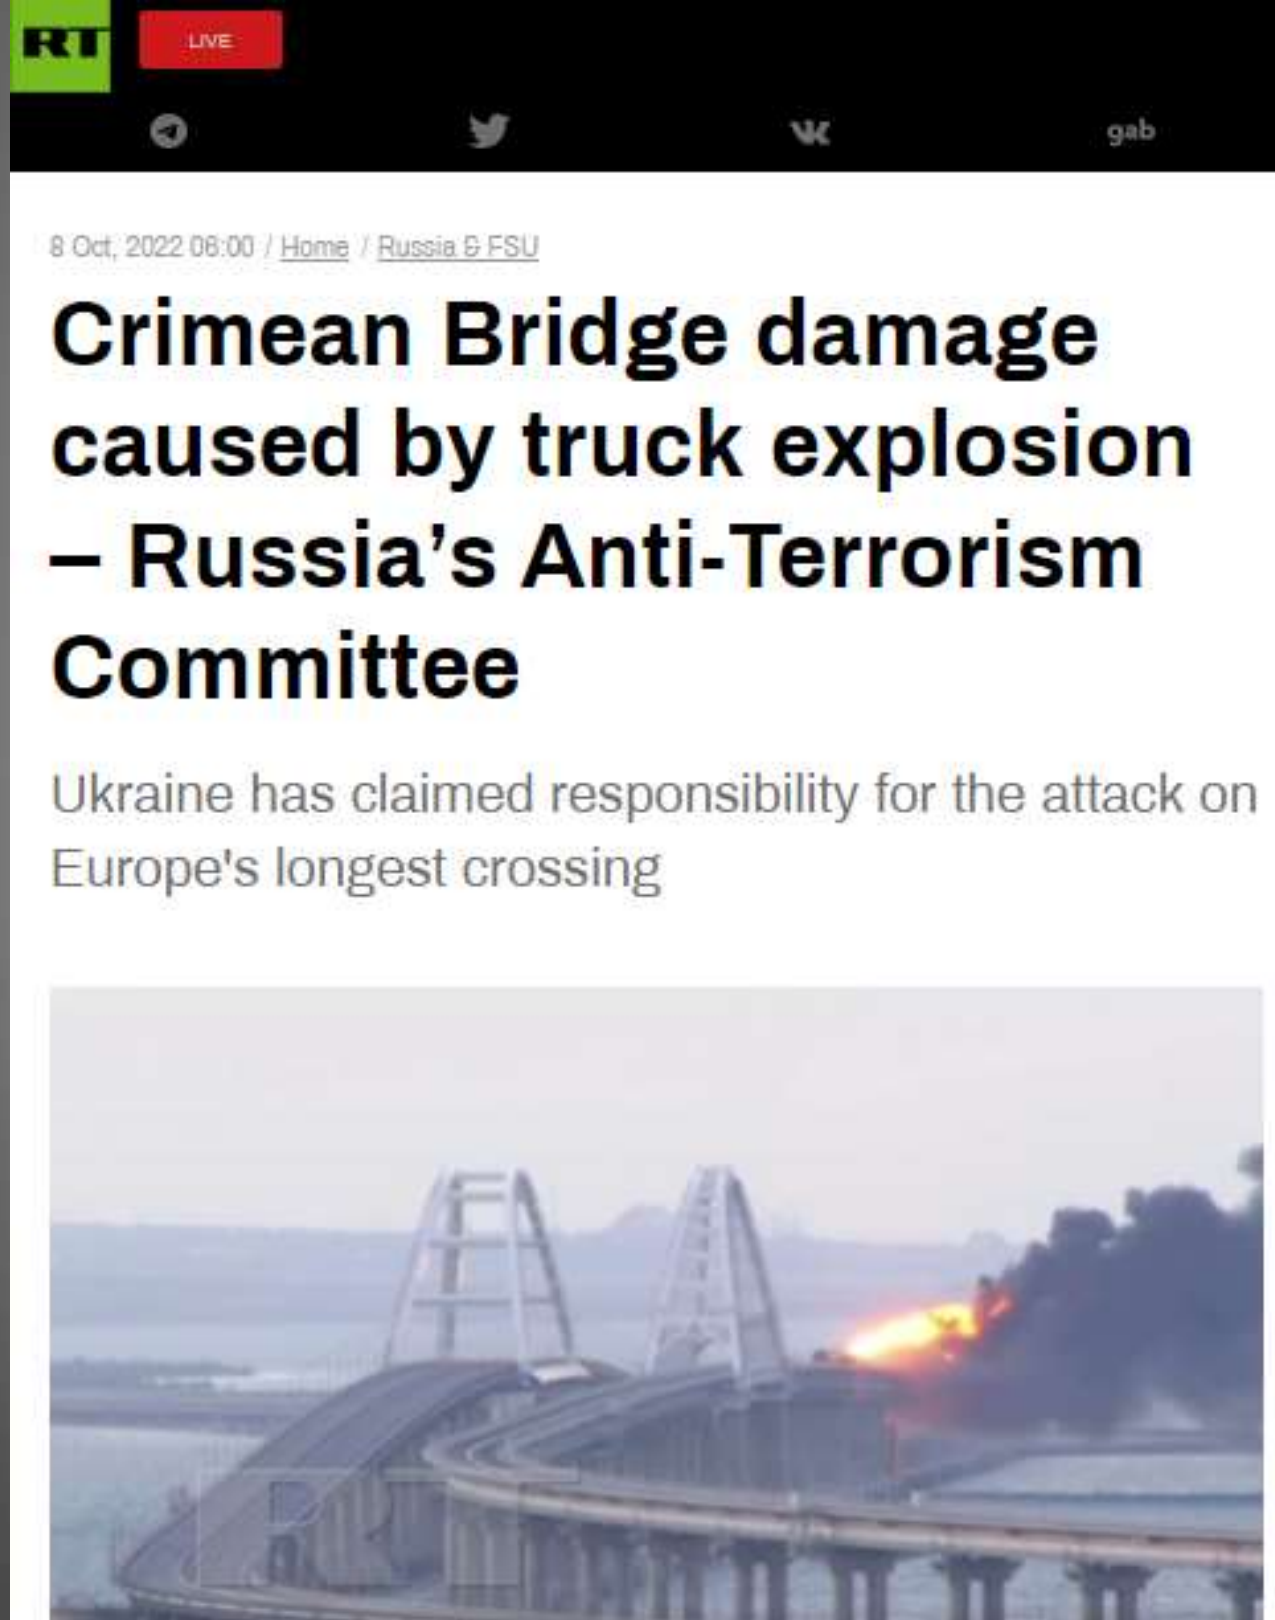 RT
LIVE
gab
8 Oct, 2022 06:00 / Home / Russia & FSU
Crimean Bridge damage
caused by truck explosion
– Russia’s Anti-Terrorism
Committee
Ukraine has claimed responsibility for the attack on
Europe's longest crossing
RT